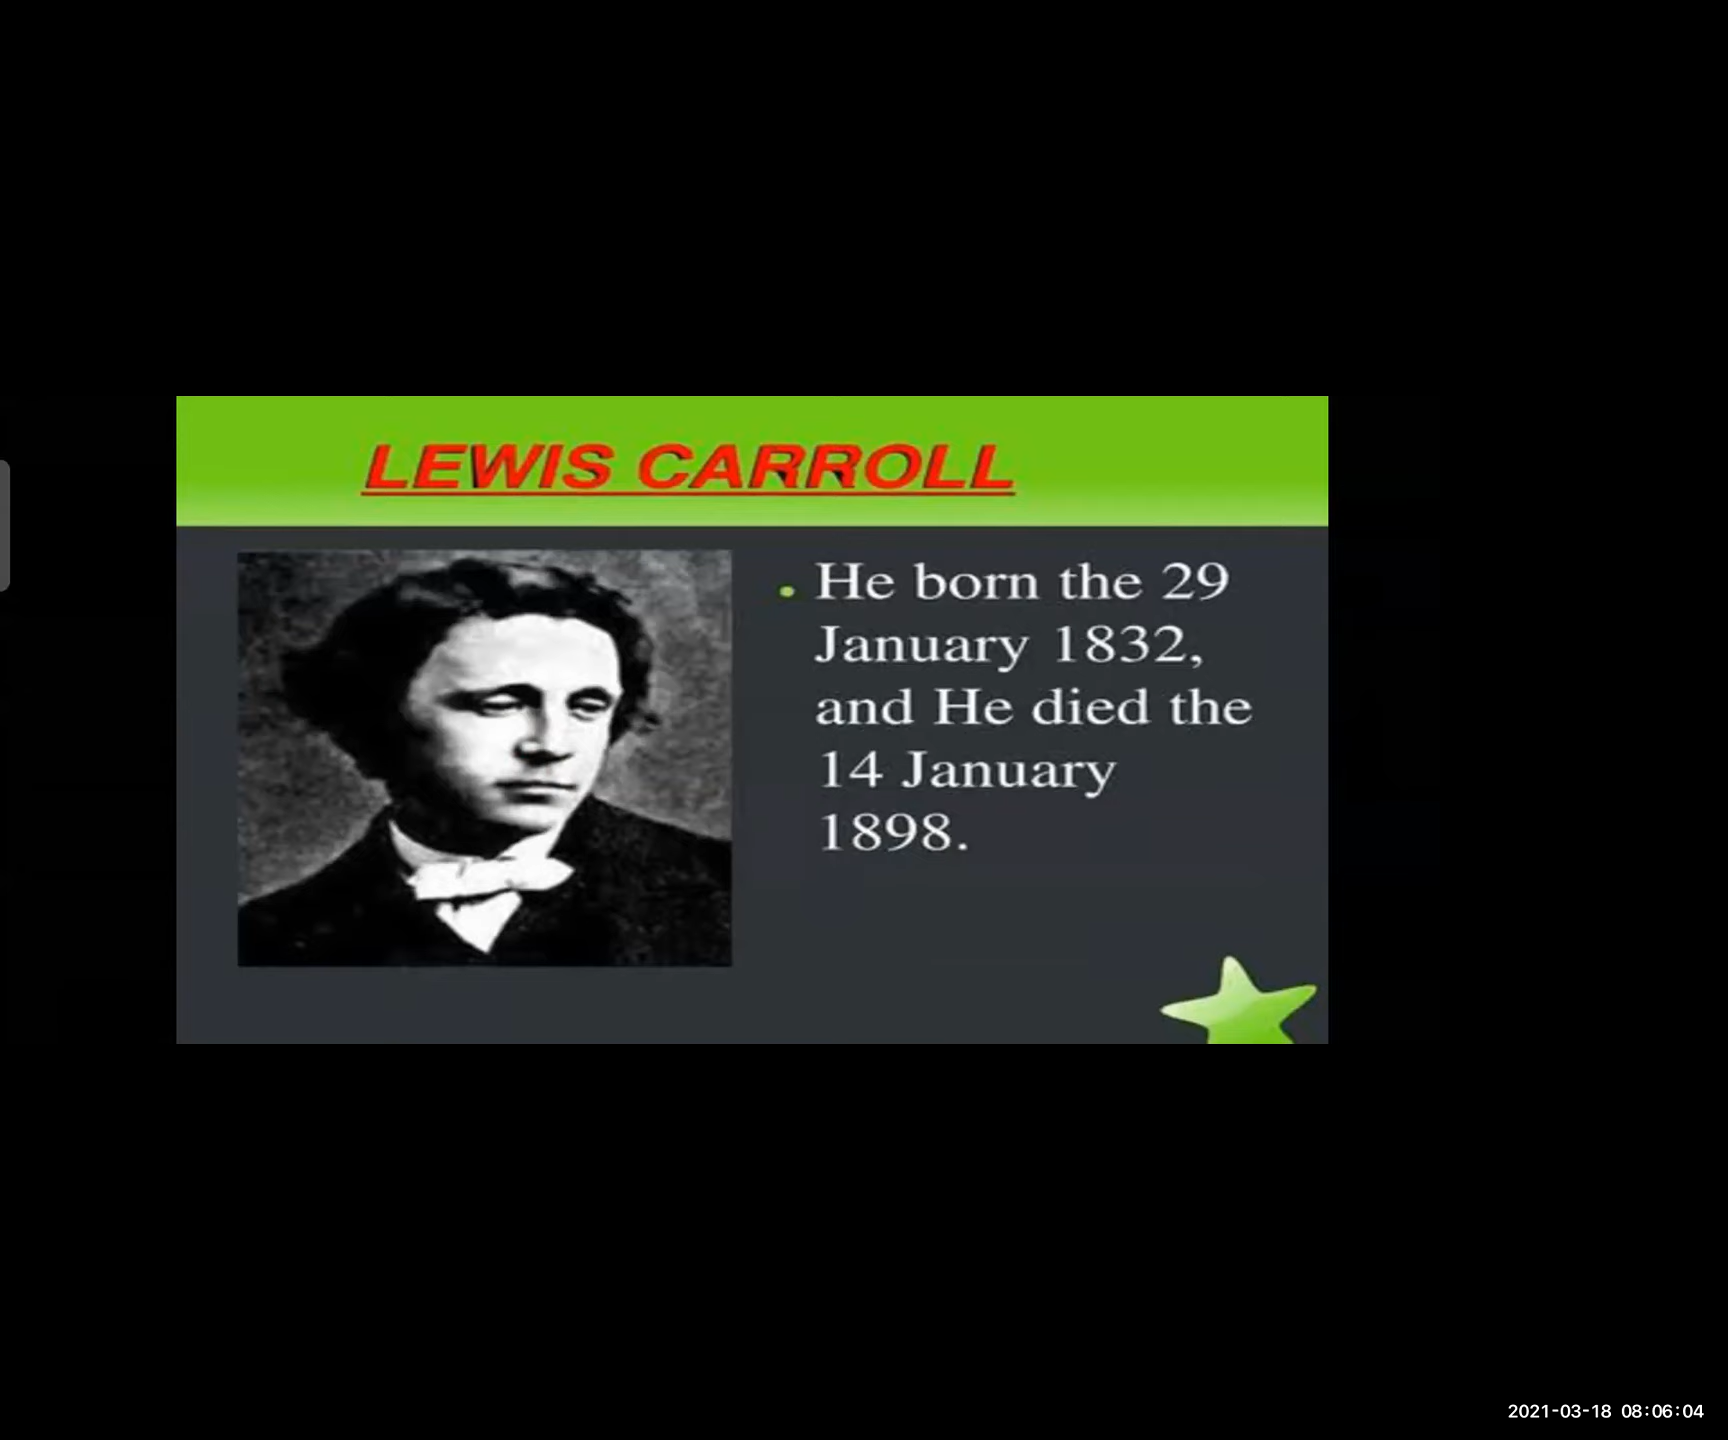 LEWIS CARROLL
He born the 29
January 1832,
and He died the
14 January
1898.
2021-03-18 08:06:04